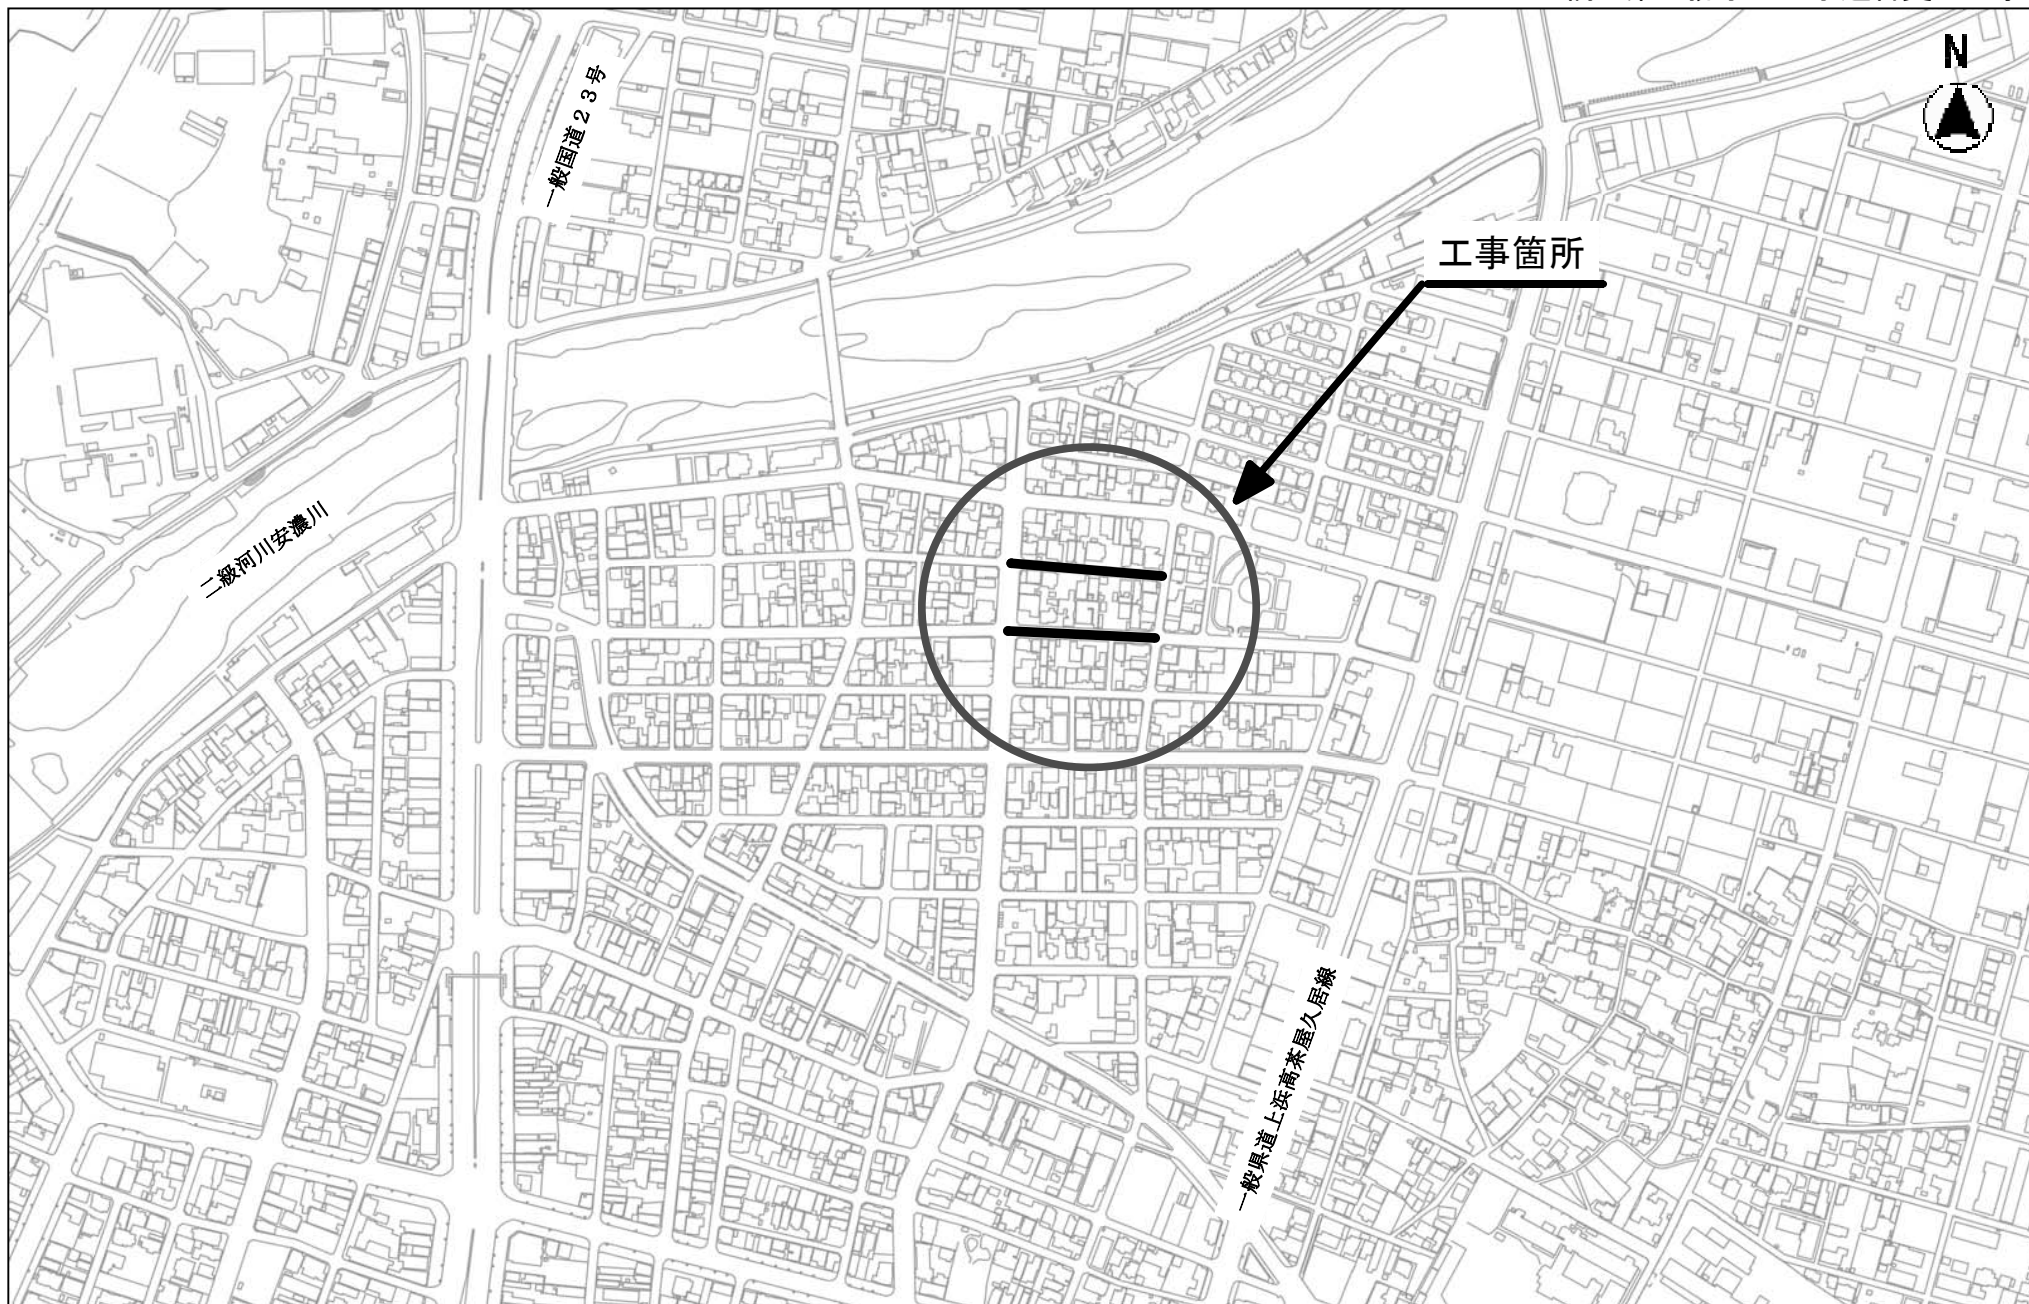 N
一般国道２３号
工事箇所
二級河川安濃川
一般県道上浜高茶屋久居線